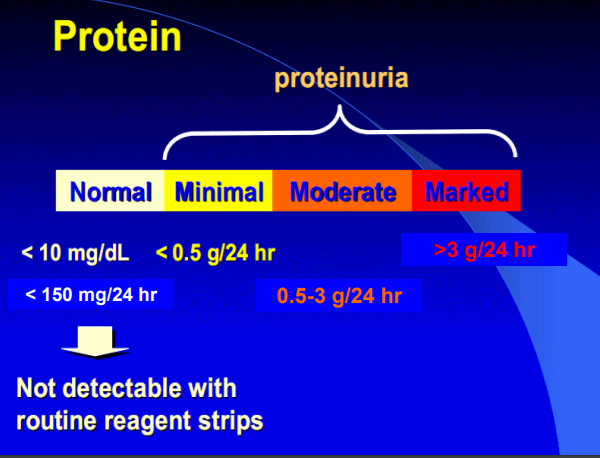 Protein
proteinuria
Normal Minimal Moderate Marked
< 10 mg/dL < 0.5 g/24 hr >3 g/24 hr
< 150 mg/24 hr 0.5-3 g/24 hr
Not detectable with
routine reagent strips